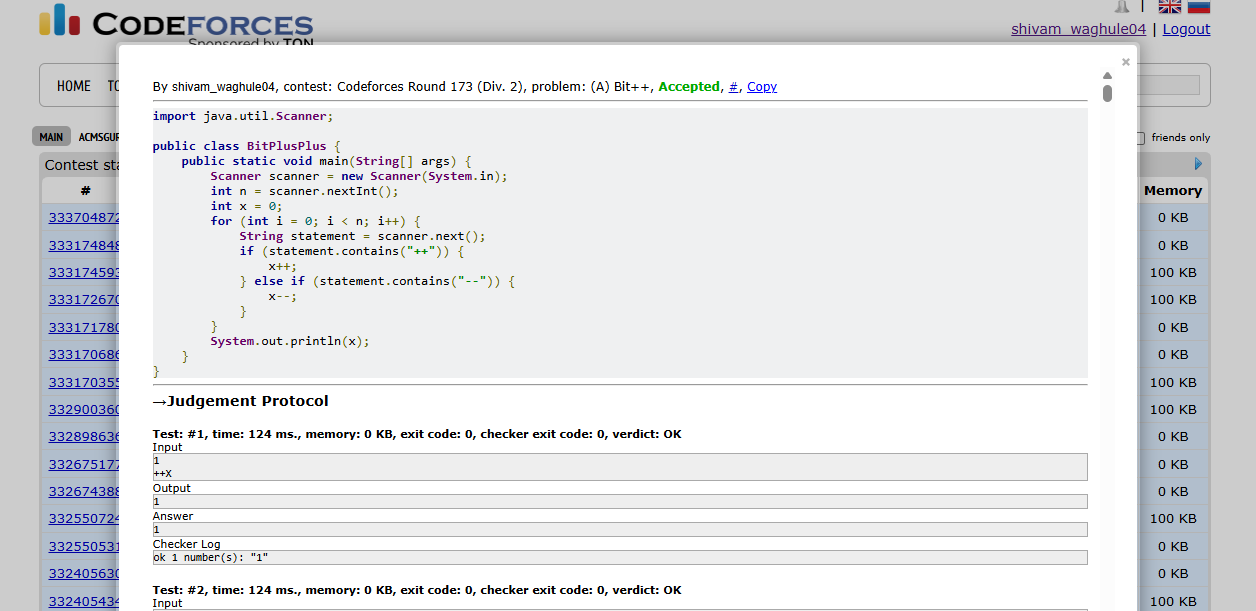 CODEFORCES
Sponsored by TON
shivam_waghule04 | Logout
HOME
By shivam_waghule04, contest: Codeforces Round 173 (Div. 2), problem: (A) Bit++, Accepted, #, Copy
import java.util.Scanner;
public class BitPlusPlus {
    public static void main(String[] args) {
        Scanner scanner = new Scanner(System.in);
        int n = scanner.nextInt();
        int x = 0;
        for (int i = 0; i < n; i++) {
            String statement = scanner.next();
            if (statement.contains("++")) {
                x++;
            } else if (statement.contains("--")) {
                x--;
            }
        }
        System.out.println(x);
    }
}
→Judgement Protocol
Test: #1, time: 124 ms., memory: 0 KB, exit code: 0, checker exit code: 0, verdict: OK
Input
1
++X
Output
1
Answer
1
Checker Log
ok 1 number(s): "1"
Test: #2, time: 124 ms., memory: 0 KB, exit code: 0, checker exit code: 0, verdict: OK
Input
MAIN
friends only
#
Memory
333704872
0 KB
333174848
0 KB
333174593
100 KB
333172670
100 KB
333171780
0 KB
333170686
0 KB
333170355
100 KB
332900360
100 KB
332898636
0 KB
332675177
0 KB
332674388
0 KB
332550724
100 KB
332550531
0 KB
332405630
0 KB
332405434
100 KB